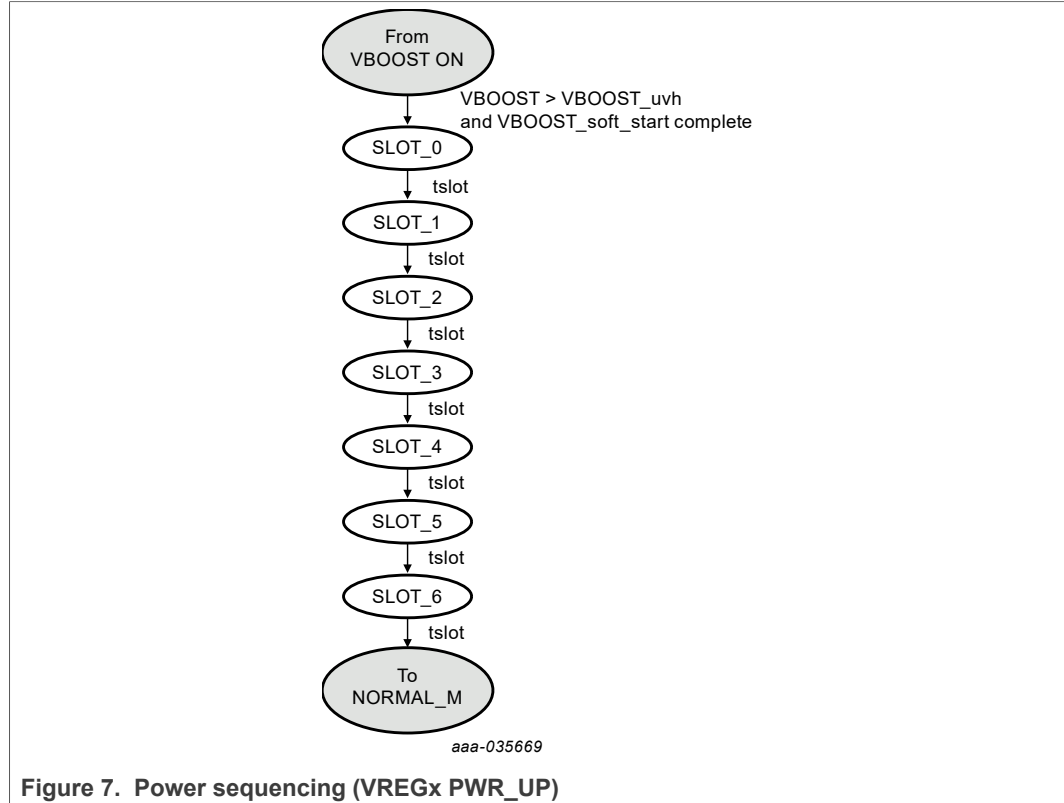 From
VBOOST ON
VBOOST > VBOOST_uvh
and VBOOST_soft_start complete
SLOT_0
tslot
SLOT_1
tslot
SLOT_2
tslot
SLOT_3
tslot
SLOT_4
tslot
SLOT_5
tslot
SLOT_6
tslot
To
NORMAL_M
aaa-035669
Figure 7. Power sequencing (VREGx PWR_UP)